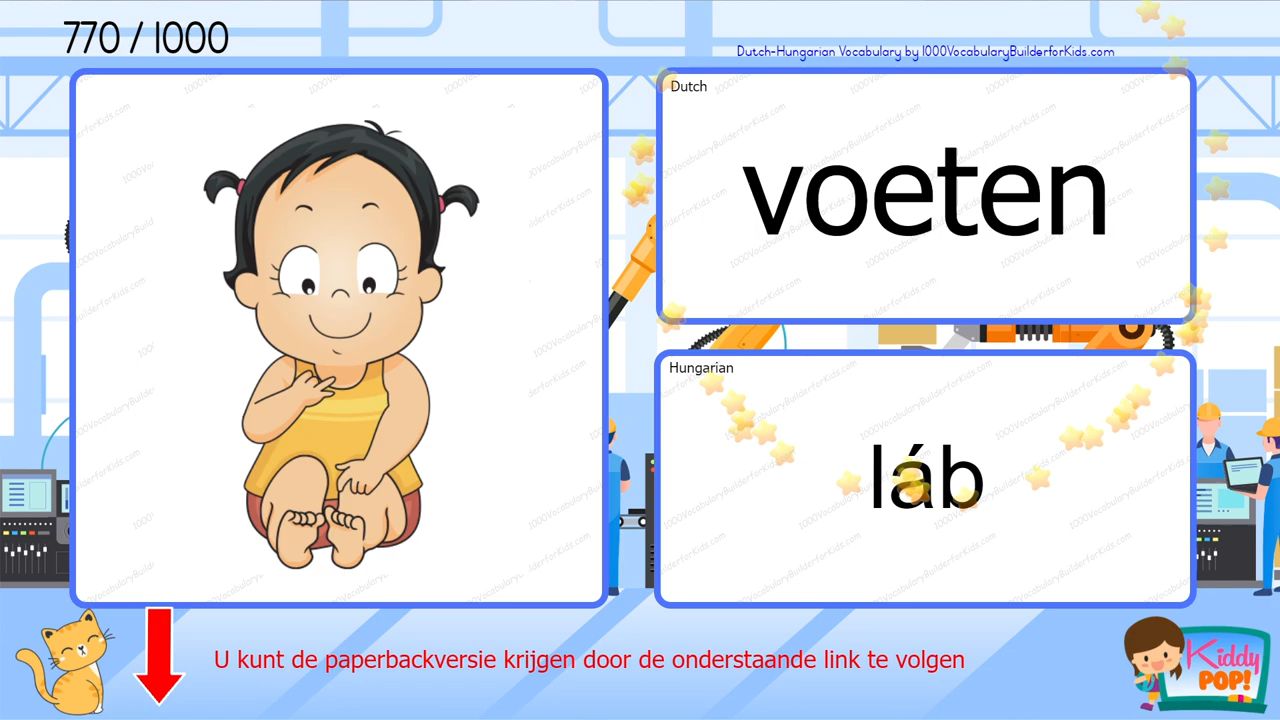 770 / 1000
Dutch-Hungarian Vocabulary by 1000VocabularyBuilderforKids.com
Dutch
voeten
Hungarian
láb
U kunt de paperbackversie krijgen door de onderstaande link te volgen
Kiddy
POP!